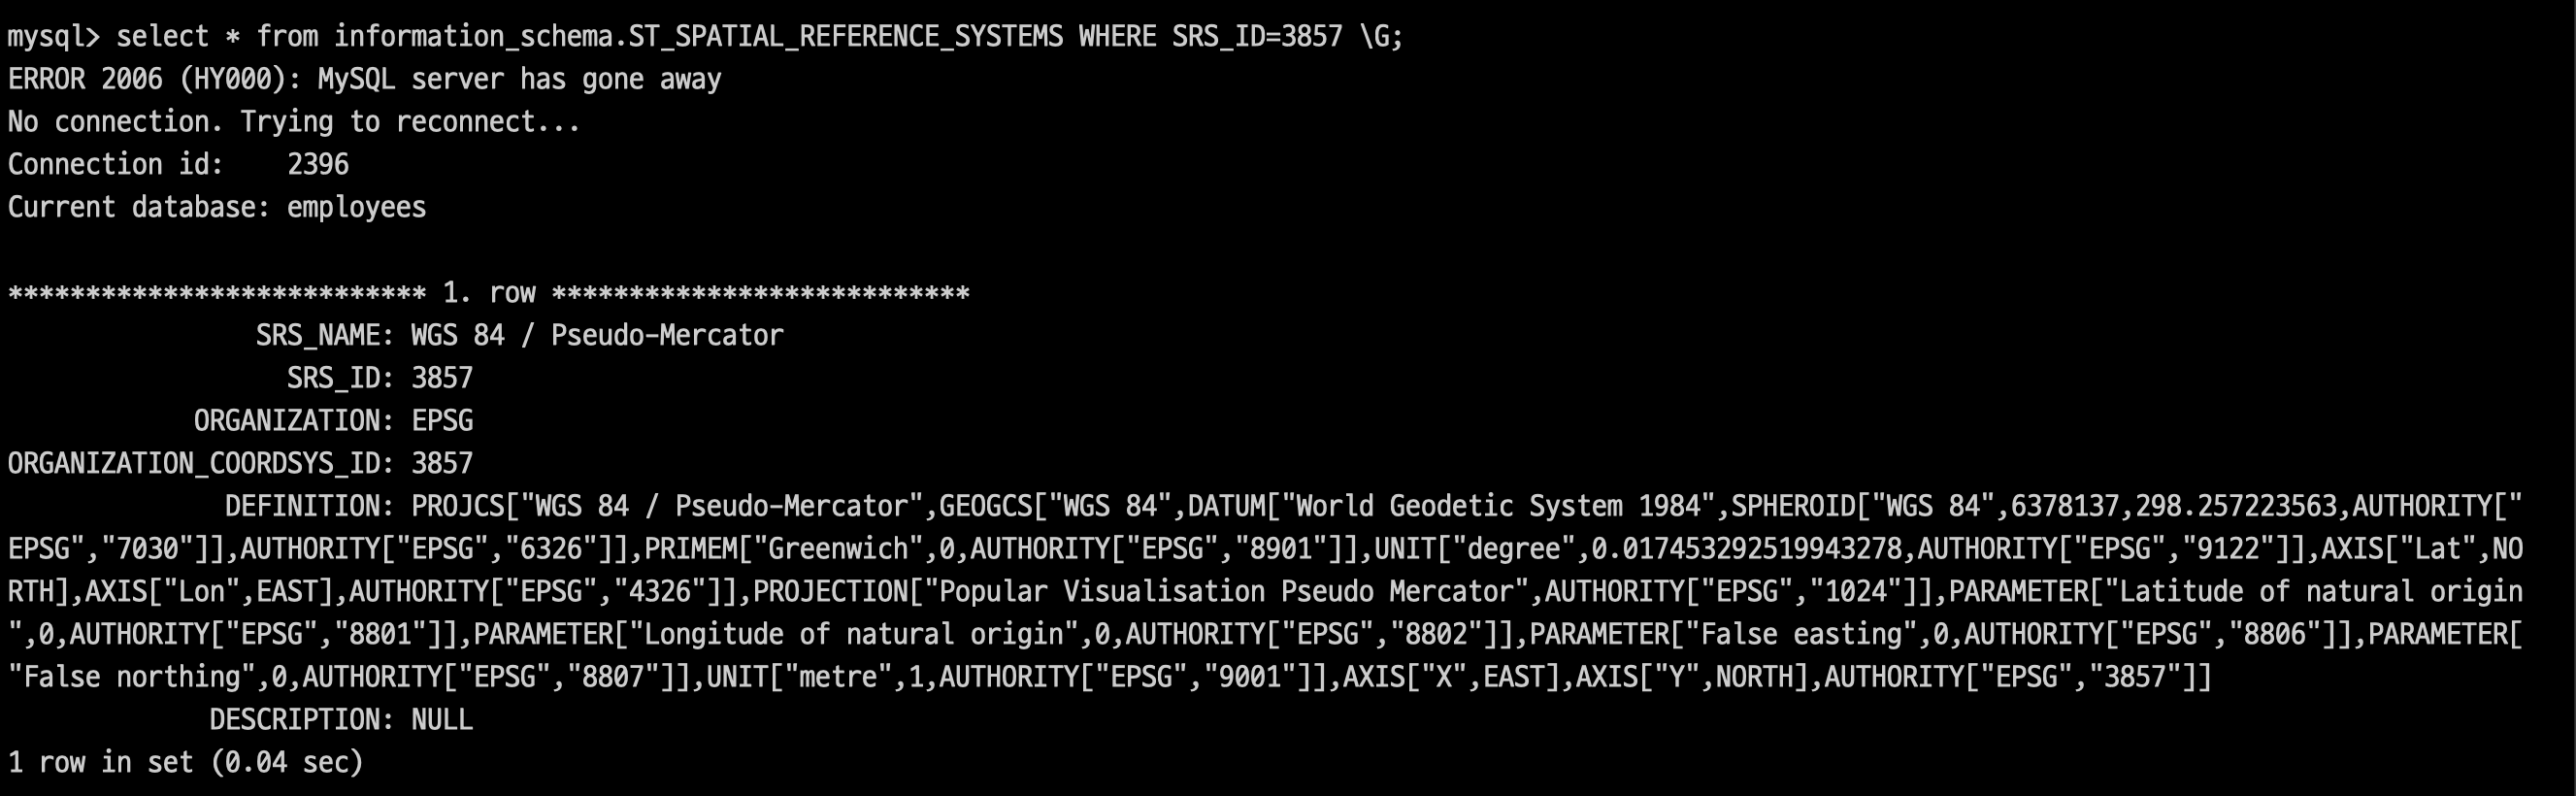 mysql> select * from information_schema.ST_SPATIAL_REFERENCE_SYSTEMS WHERE SRS_ID=3857 \G;
ERROR 2006 (HY000): MySQL server has gone away
No connection. Trying to reconnect...
Connection id:    2396
Current database: employees

*************************** 1. row ***************************
                SRS_NAME: WGS 84 / Pseudo-Mercator
                  SRS_ID: 3857
            ORGANIZATION: EPSG
ORGANIZATION_COORDSYS_ID: 3857
              DEFINITION: PROJCS["WGS 84 / Pseudo-Mercator",GEOGCS["WGS 84",DATUM["World Geodetic System 1984",SPHEROID["WGS 84",6378137,298.257223563,AUTHORITY["
EPSG","7030"]],AUTHORITY["EPSG","6326"]],PRIMEM["Greenwich",0,AUTHORITY["EPSG","8901"]],UNIT["degree",0.017453292519943278,AUTHORITY["EPSG","9122"]],AXIS["Lat",NO
RTH],AXIS["Lon",EAST],AUTHORITY["EPSG","4326"]],PROJECTION["Popular Visualisation Pseudo Mercator",AUTHORITY["EPSG","1024"]],PARAMETER["Latitude of natural origin
",0,AUTHORITY["EPSG","8801"]],PARAMETER["Longitude of natural origin",0,AUTHORITY["EPSG","8802"]],PARAMETER["False easting",0,AUTHORITY["EPSG","8806"]],PARAMETER[
"False northing",0,AUTHORITY["EPSG","8807"]],UNIT["metre",1,AUTHORITY["EPSG","9001"]],AXIS["X",EAST],AXIS["Y",NORTH],AUTHORITY["EPSG","3857"]]
             DESCRIPTION: NULL
1 row in set (0.04 sec)